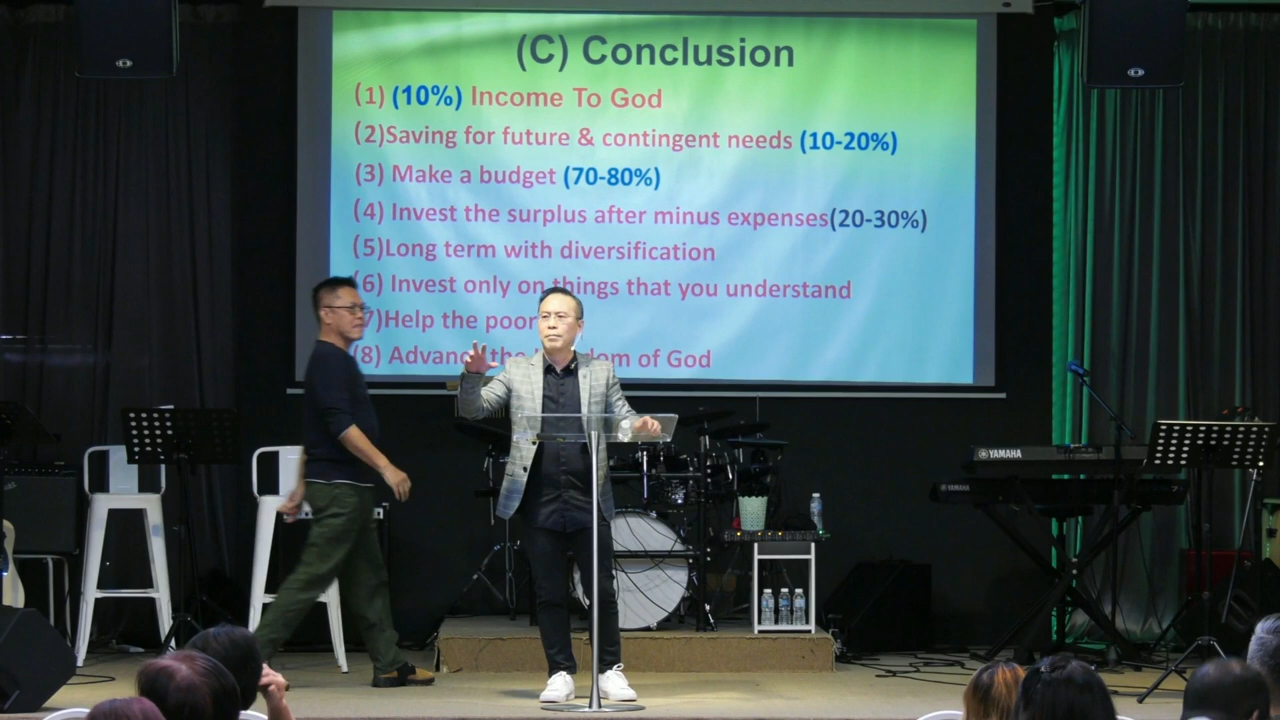 (C) Conclusion
(1) (10%) Income To God
(2)Saving for future & contingent needs (10-20%)
(3) Make a budget (70-80%)
(4) Invest the surplus after minus expenses(20-30%)
(5)Long term with diversification
6) Invest only on things that you understand
7)Help the poor
(8) the of God
YAMAHA
YAMAHA